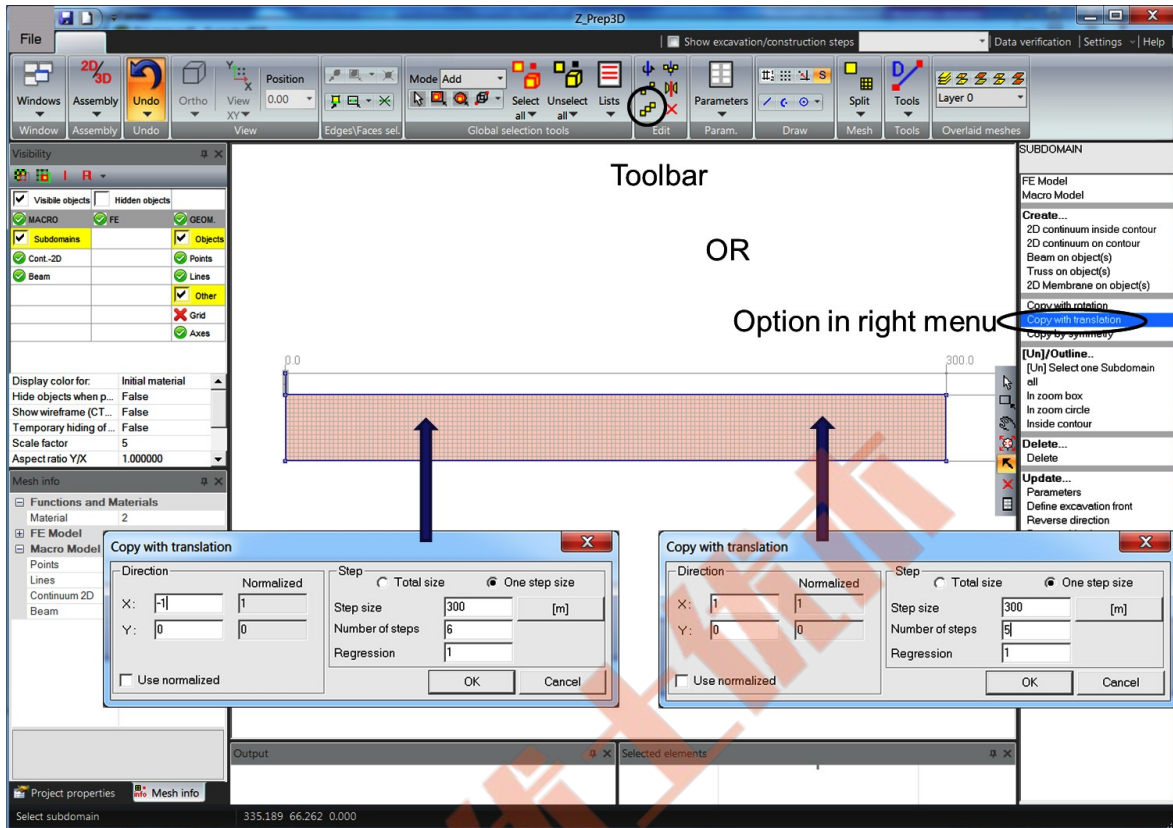 Z_Prep3D
File
Show excavation/construction steps
Data verification
Settings
Help
2D/3D
Windows
Assembly
Undo
Ortho
View
XY
Y
X
Position
0.00
Mode
Add
Select all
Unselect all
Lists
Parameters
S
Split
Tools
Layer 0
Window
Assembly
Undo
View
Edges\Faces sel.
Global selection tools
Edit
Param.
Draw
Mesh
Tools
Overlaid meshes
Visibility
Visibile objects
Hidden objects
MACRO
FE
GEOM.
Subdomains
Objects
Cont.-2D
Points
Beam
Lines
Other
Grid
Axes
Display color for: Initial material
Hide objects when p... False
Show wireframe (CT... False
Temporary hiding of... False
Scale factor 5
Aspect ratio Y/X 1.000000
Mesh info
Functions and Materials
Material 2
FE Model
Macro Model
Points
Lines
Continuum 2D
Beam
Project properties
Mesh info
Select subdomain
335.189 66.262 0.000
Toolbar
OR
Option in right menu
0.0
300.0
SUBDOMAIN
FE Model
Macro Model
Create...
2D continuum inside contour
2D continuum on contour
Beam on object(s)
Truss on object(s)
2D Membrane on object(s)
Copy with rotation
Copy with translation
Copy by symmetry
[Un]/Outline..
[Un] Select one Subdomain
all
In zoom box
In zoom circle
Inside contour
Delete...
Delete
Update...
Parameters
Define excavation front
Reverse direction
Copy with translation
Direction
Normalized
X: -1 1
Y: 0 0
Use normalized
Step
Total size
One step size
Step size 300 [m]
Number of steps 6
Regression 1
OK
Cancel
Copy with translation
Direction
Normalized
X: 1 1
Y: 0 0
Use normalized
Step
Total size
One step size
Step size 300 [m]
Number of steps 5
Regression 1
OK
Cancel
Output
Selected elements